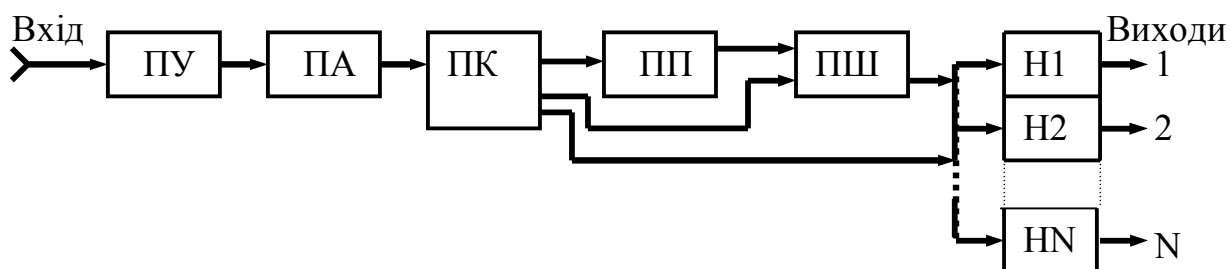 Вхід
Виходи
ПУ ПА ПК ПП ПШ Н1 1
Н2 2
НN N